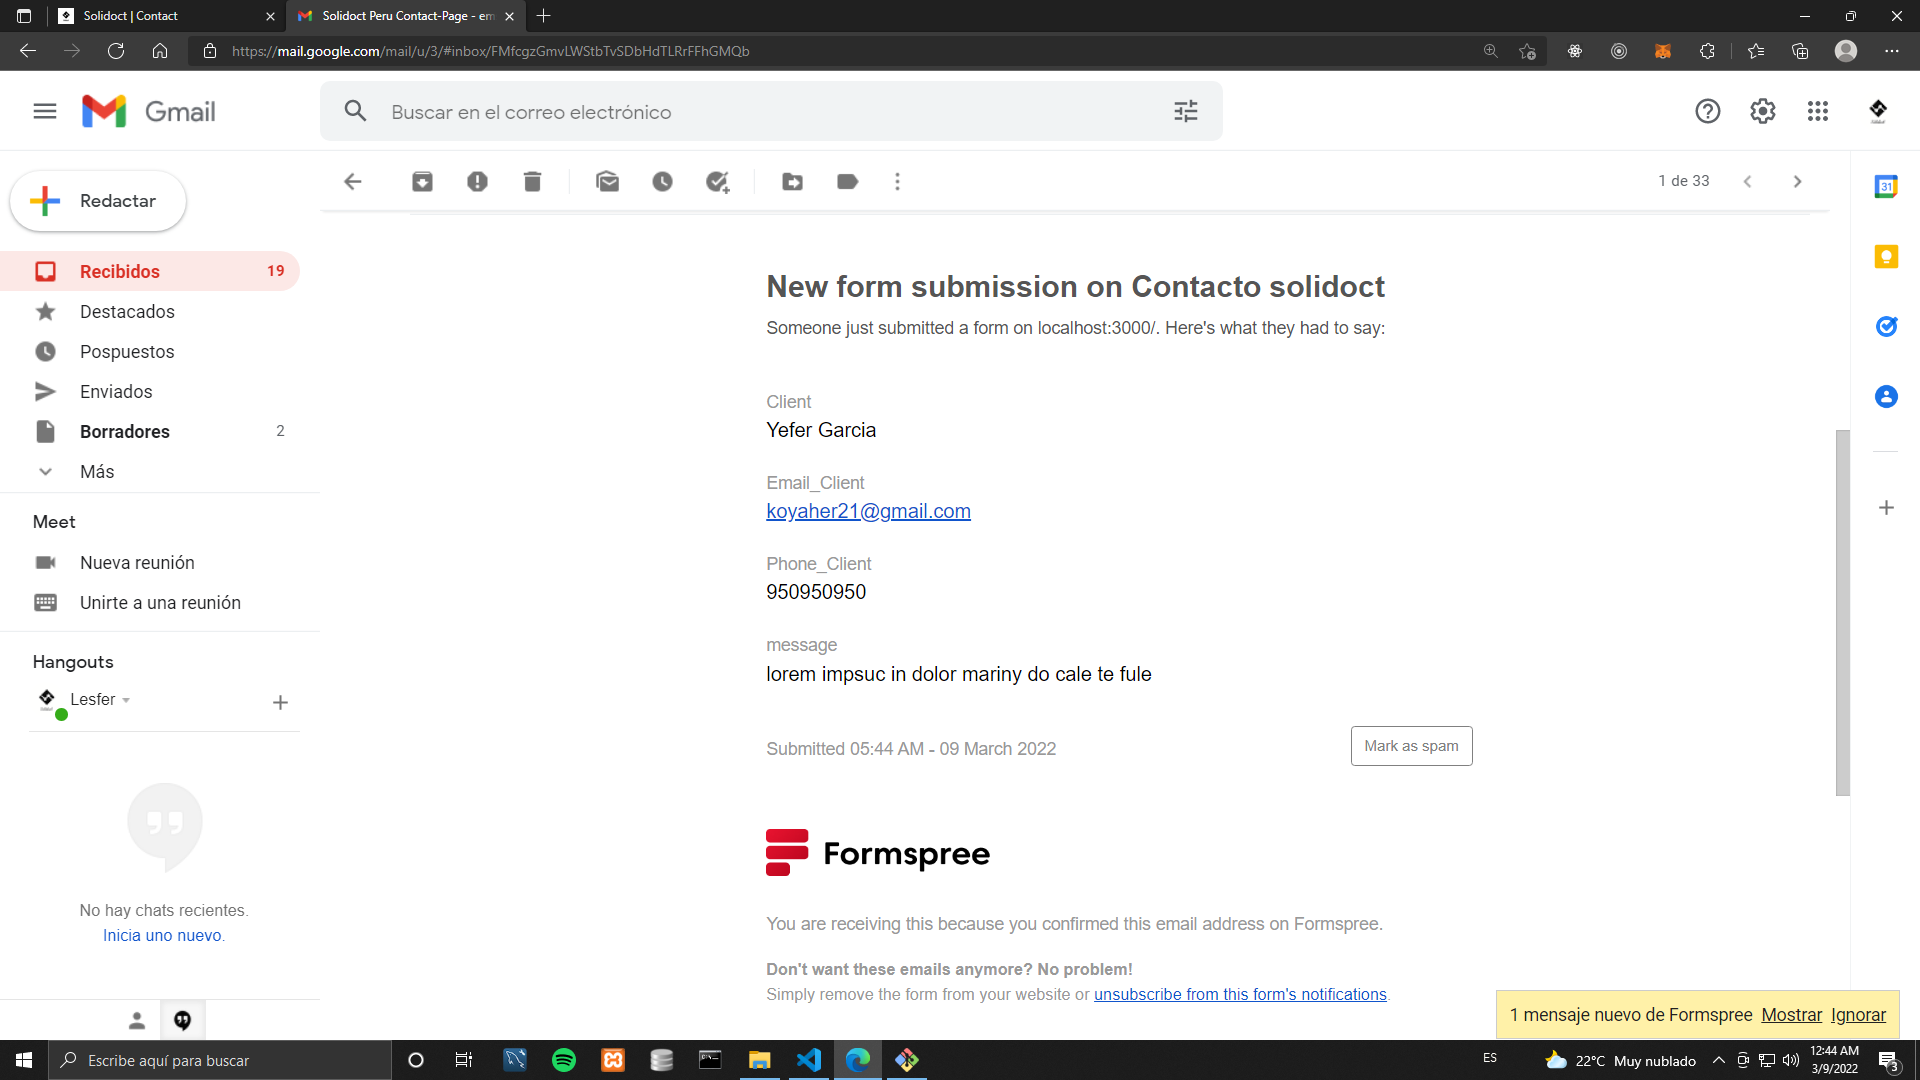 Solidoct | Contact
Solidoct Peru Contact-Page - em
https://mail.google.com/mail/u/3/#inbox/FMfcgzGmvLWStbTvSDbHdTLRrFFhGMQb
Gmail
Buscar en el correo electrónico
Redactar
1 de 33
31
Recibidos 19
Destacados
Pospuestos
Enviados
Borradores 2
Más
Meet
Nueva reunión
Unirte a una reunión
Hangouts
Lesfer
No hay chats recientes.
Inicia uno nuevo.
New form submission on Contacto solidoct
Someone just submitted a form on localhost:3000/. Here's what they had to say:
Client
Yefer Garcia
Email_Client
koyaher21@gmail.com
Phone_Client
950950950
message
lorem impsuc in dolor mariny do cale te fule
Submitted 05:44 AM - 09 March 2022
Mark as spam
Formspree
You are receiving this because you confirmed this email address on Formspree.
Don't want these emails anymore? No problem!
Simply remove the form from your website or unsubscribe from this form's notifications.
1 mensaje nuevo de Formspree Mostrar Ignorar
Escribe aquí para buscar
ES
22°C Muy nublado
12:44 AM
3/9/2022
3